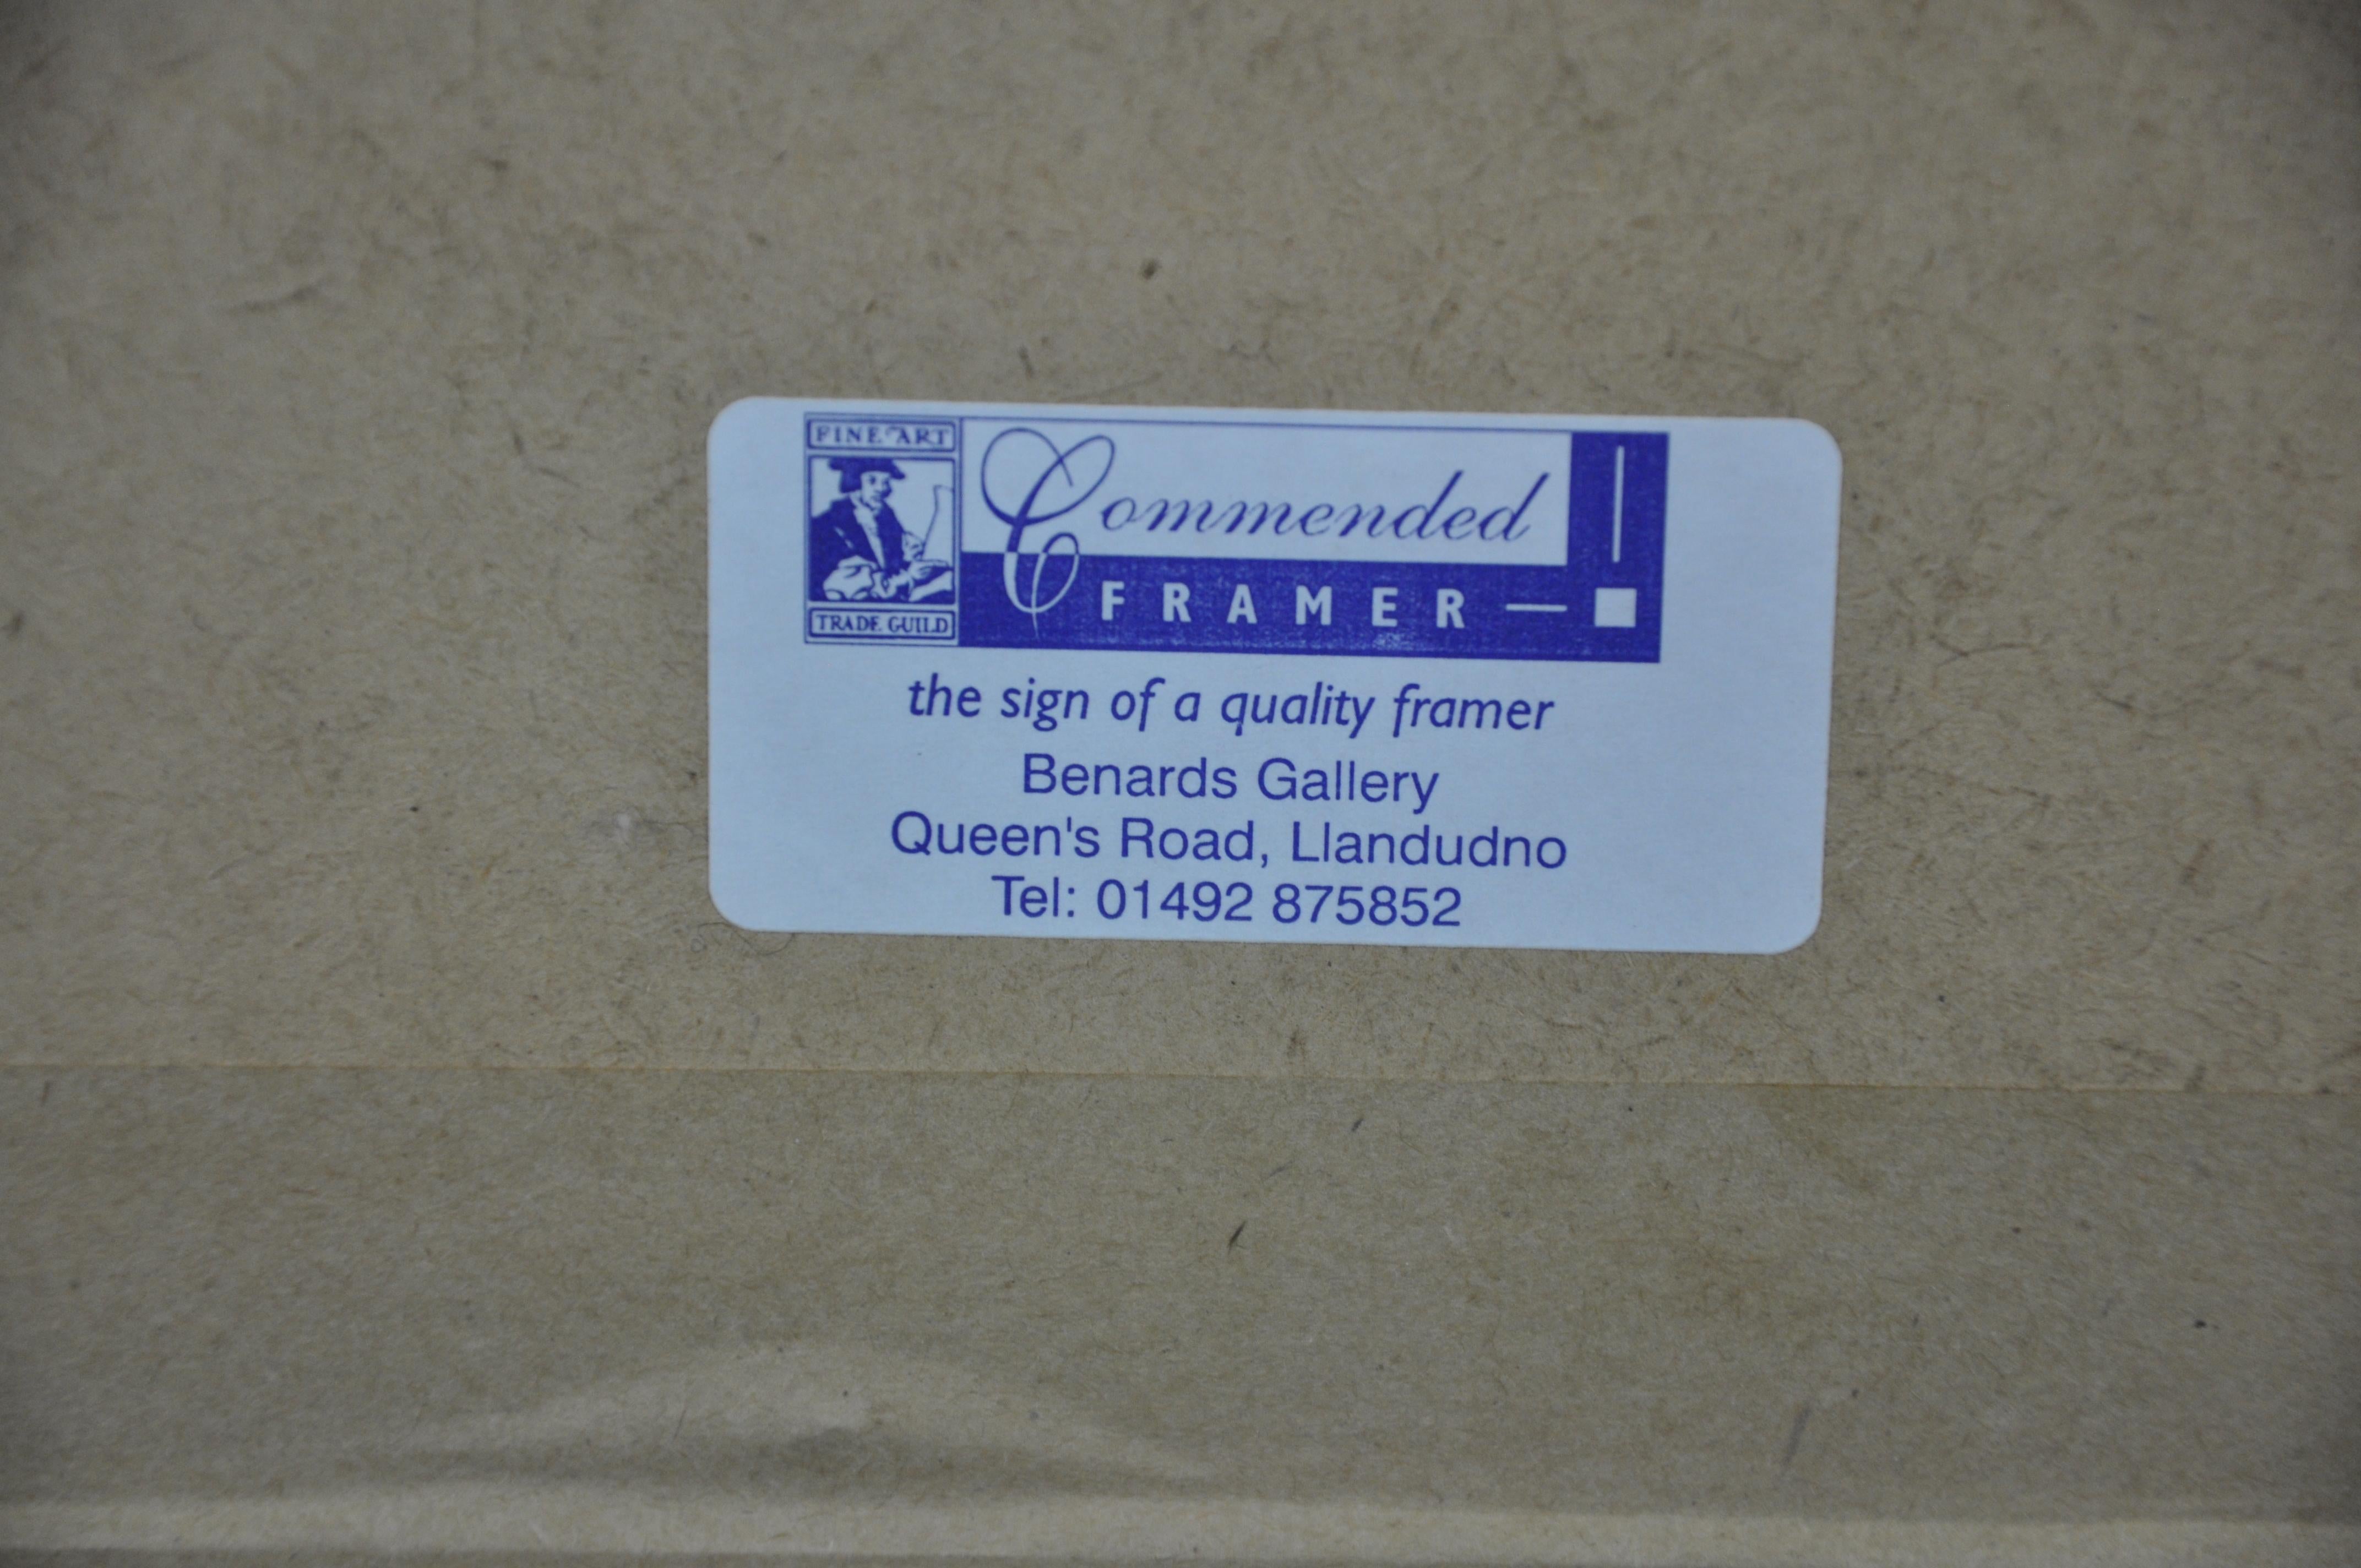 FINE ART
TRADE GUILD
Commended
FRAMER
the sign of a quality framer
Benards Gallery
Queen's Road, Llandudno
Tel: 01492 875852